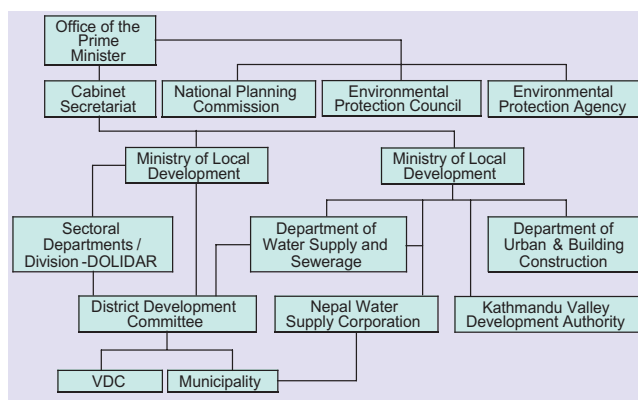 Office of the
Prime
Minister
Cabinet
Secretariat
National Planning
Commission
Environmental
Protection Council
Environmental
Protection Agency
Ministry of Local
Development
Ministry of Local
Development
Sectoral
Departments /
Division -DOLIDAR
Department of
Water Supply and
Sewerage
Department of
Urban & Building
Construction
District Development
Committee
Nepal Water
Supply Corporation
Kathmandu Valley
Development Authority
VDC
Municipality